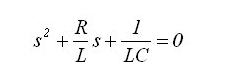 s² + R/L s + 1/LC = 0